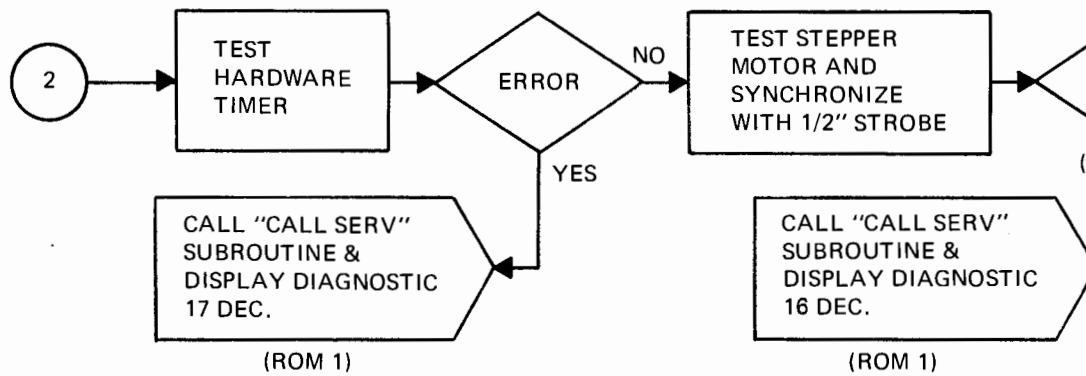 2
TEST
HARDWARE
TIMER
ERROR
NO
YES
TEST STEPPER
MOTOR AND
SYNCHRONIZE
WITH 1/2" STROBE
(
CALL "CALL SERV"
SUBROUTINE &
DISPLAY DIAGNOSTIC
17 DEC.
(ROM 1)
CALL "CALL SERV"
SUBROUTINE &
DISPLAY DIAGNOSTIC
16 DEC.
(ROM 1)